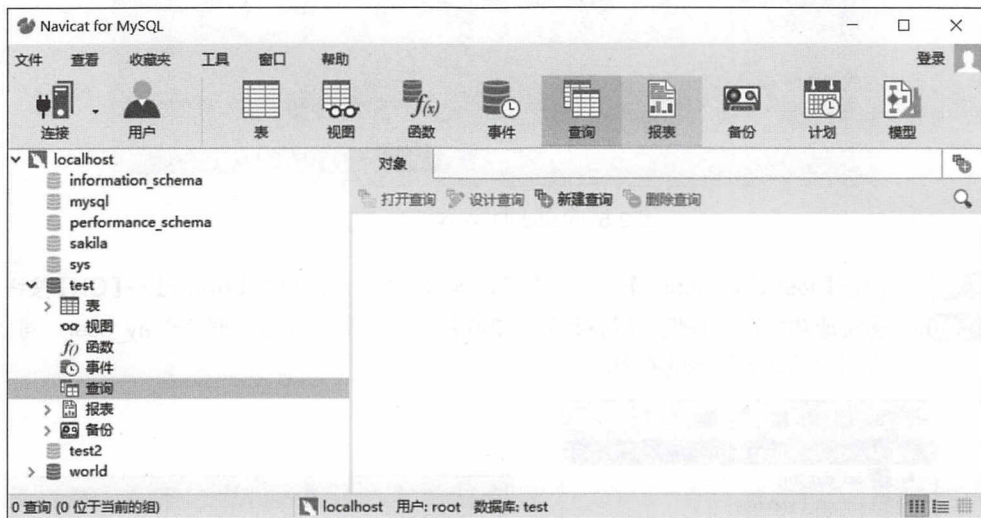 Navicat for MySQL
文件 查看 收藏夹 工具 窗口 帮助 登录
连接 用户 表 视图 函数 事件 查询 报表 备份 计划 模型
localhost
information_schema
mysql
performance_schema
sakila
sys
test
表
视图
函数
事件
查询
报表
备份
test2
world
对象
打开查询 设计查询 新建查询 删除查询
0 查询 (0 位于当前的组) localhost 用户: root 数据库: test